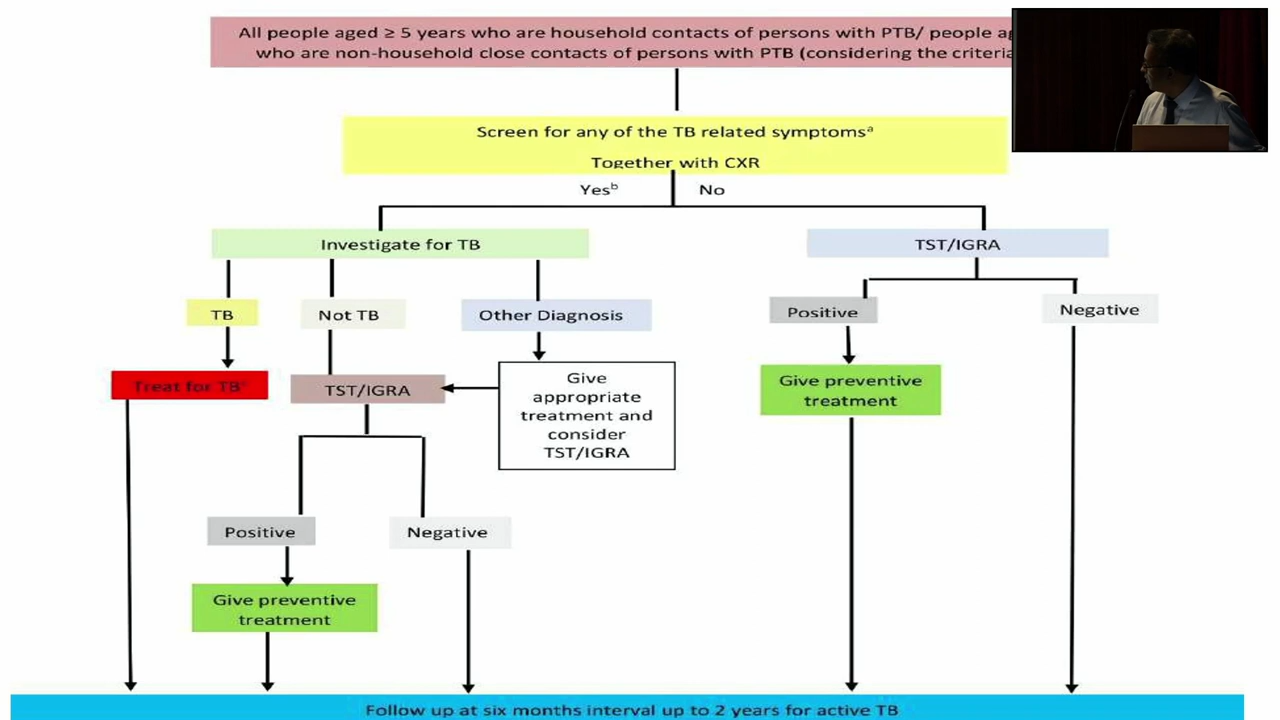 All people aged ≥ 5 years who are household contacts of persons with PTB/ people
who are non-household close contacts of persons with PTB (considering the
Screen for any of the TB related symptomsᵃ
Together with CXR
Yesᵇ
No
Investigate for TB
TST/IGRA
TB
Not TB
Other Diagnosis
Positive
Negative
Treat for TBᶜ
TST/IGRA
Give
appropriate
treatment and
consider
TST/IGRA
Give preventive
treatment
Positive
Negative
Give preventive
treatment
Follow up at six months interval up to 2 years for active TB